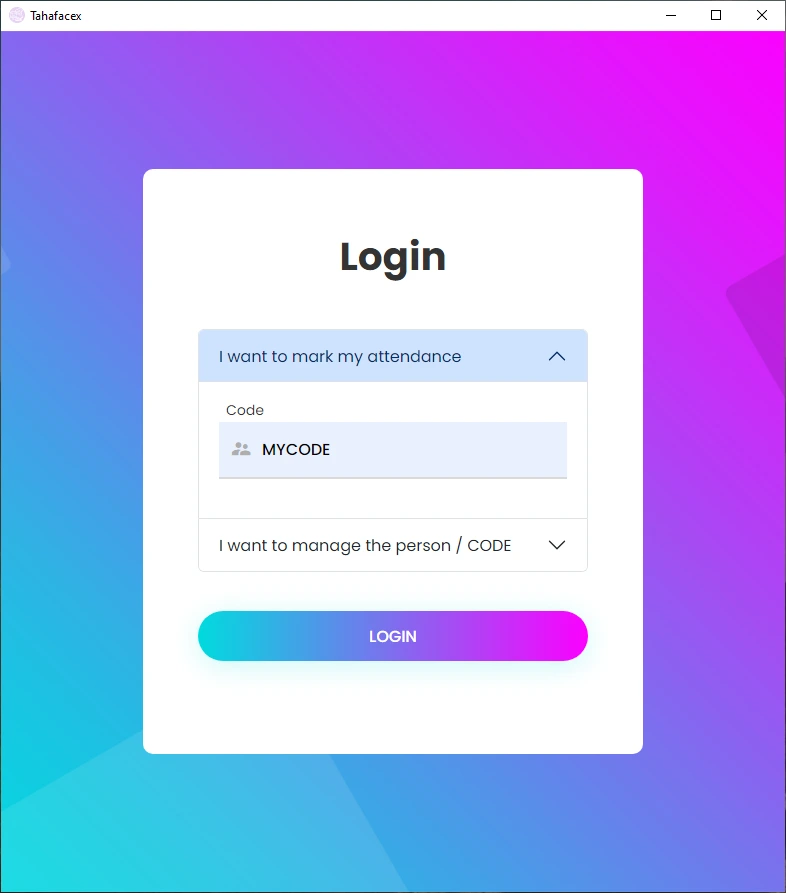 Tahafacex
Login
I want to mark my attendance
Code
MYCODE
I want to manage the person / CODE
LOGIN